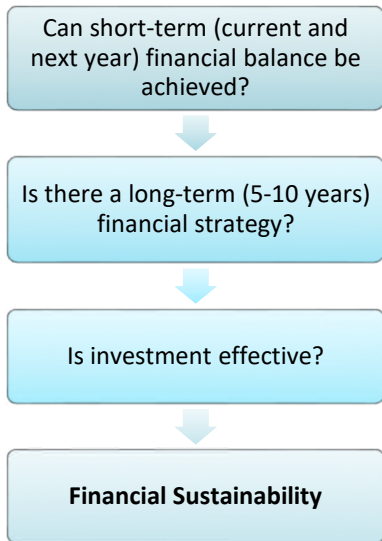 Can short-term (current and
next year) financial balance be
achieved?
Is there a long-term (5-10 years)
financial strategy?
Is investment effective?
Financial Sustainability